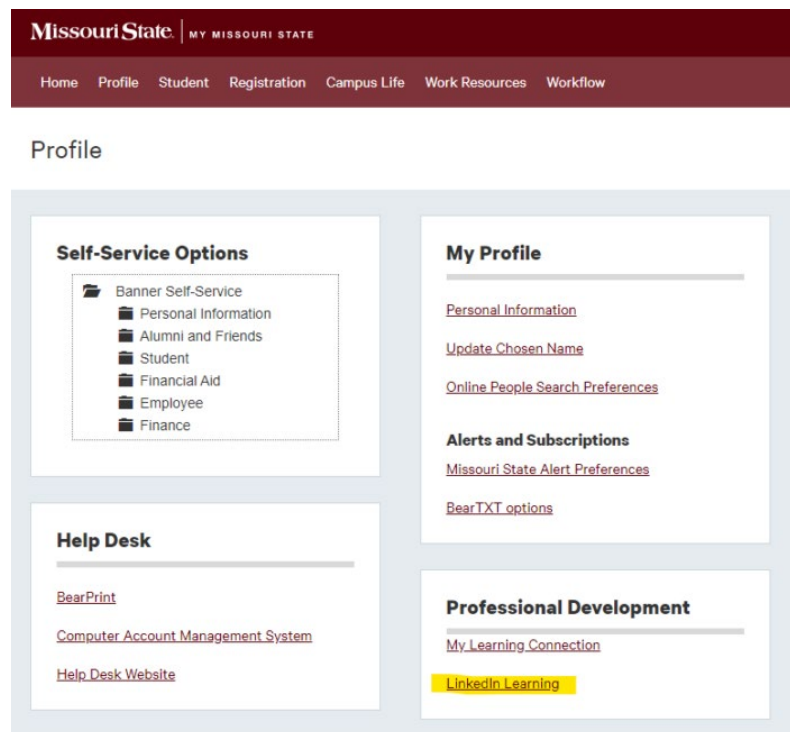 Missouri State. MY MISSOURI STATE
Home Profile Student Registration Campus Life Work Resources Workflow
Profile
Self-Service Options
Banner Self-Service
Personal Information
Alumni and Friends
Student
Financial Aid
Employee
Finance
Help Desk
BearPrint
Computer Account Management System
Help Desk Website
My Profile
Personal Information
Update Chosen Name
Online People Search Preferences
Alerts and Subscriptions
Missouri State Alert Preferences
BearTXT options
Professional Development
My Learning Connection
LinkedIn Learning